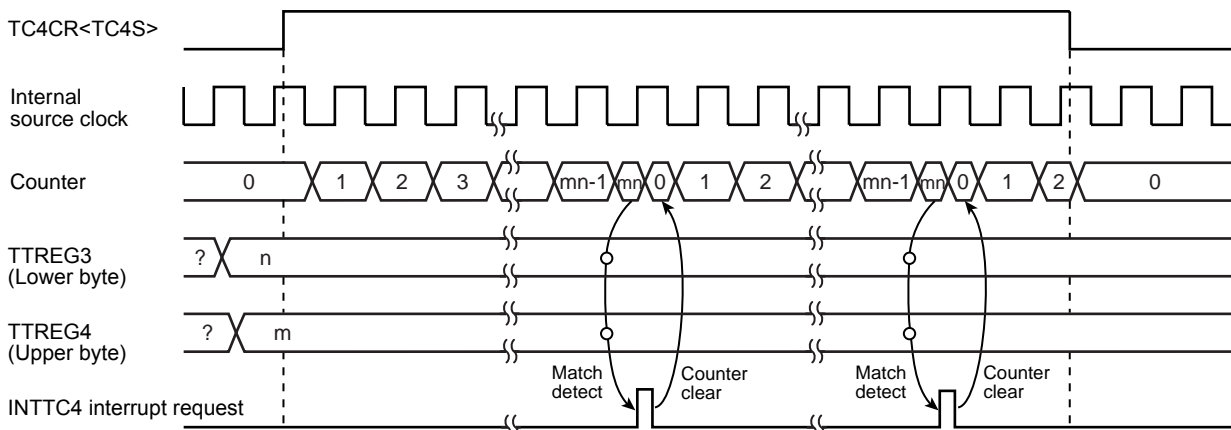 TC4CR<TC4S>
Internal
source clock
Counter
0 1 2 3 mn-1 mn 0 1 2 mn-1 mn 0 1 2 0
TTREG3
(Lower byte)
? n
TTREG4
(Upper byte)
? m
Match
detect
Counter
clear
Match
detect
Counter
clear
INTTC4 interrupt request